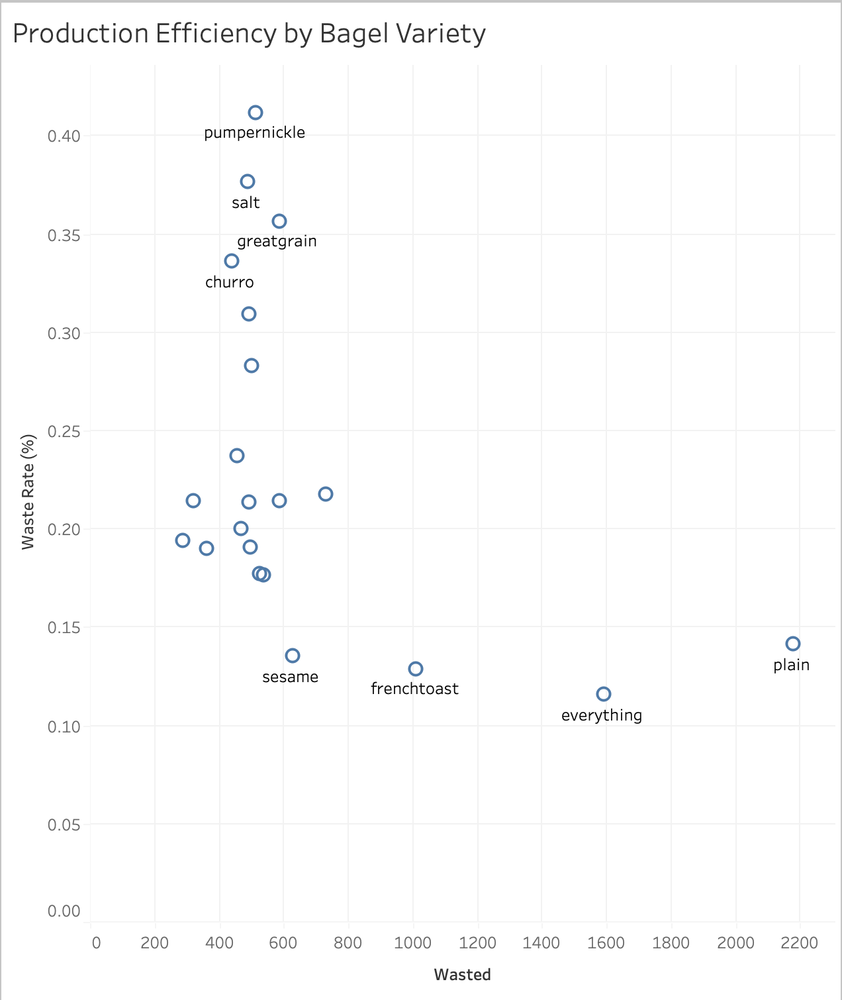 Production Efficiency by Bagel Variety
pumpernickle
0.40
salt
0.35
greatgrain
churro
0.30
0.25
Waste Rate (%)
0.20
0.15
plain
sesame
frenchtoast
everything
0.10
0.05
0.00
0 200 400 600 800 1000 1200 1400 1600 1800 2000 2200
Wasted